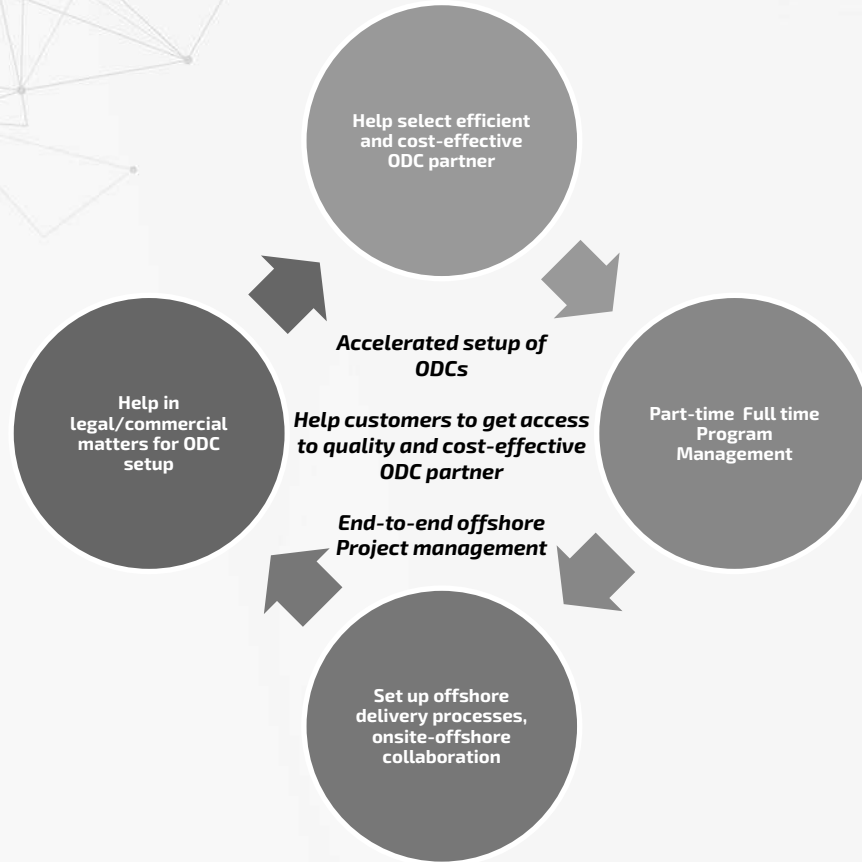 Help select efficient
and cost-effective
ODC partner
Accelerated setup of
ODCs
Help customers to get access
to quality and cost-effective
ODC partner
End-to-end offshore
Project management
Help in
legal/commercial
matters for ODC
setup
Part-time Full time
Program
Management
Set up offshore
delivery processes,
onsite-offshore
collaboration